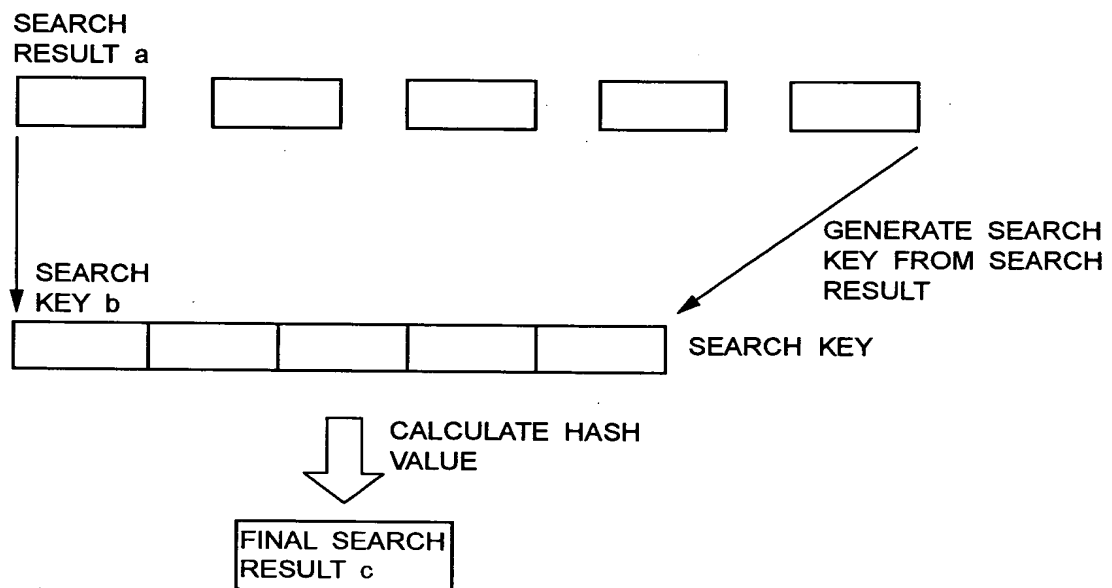 SEARCH
RESULT a
GENERATE SEARCH
KEY FROM SEARCH
RESULT
SEARCH
KEY b
SEARCH KEY
CALCULATE HASH
VALUE
FINAL SEARCH
RESULT c